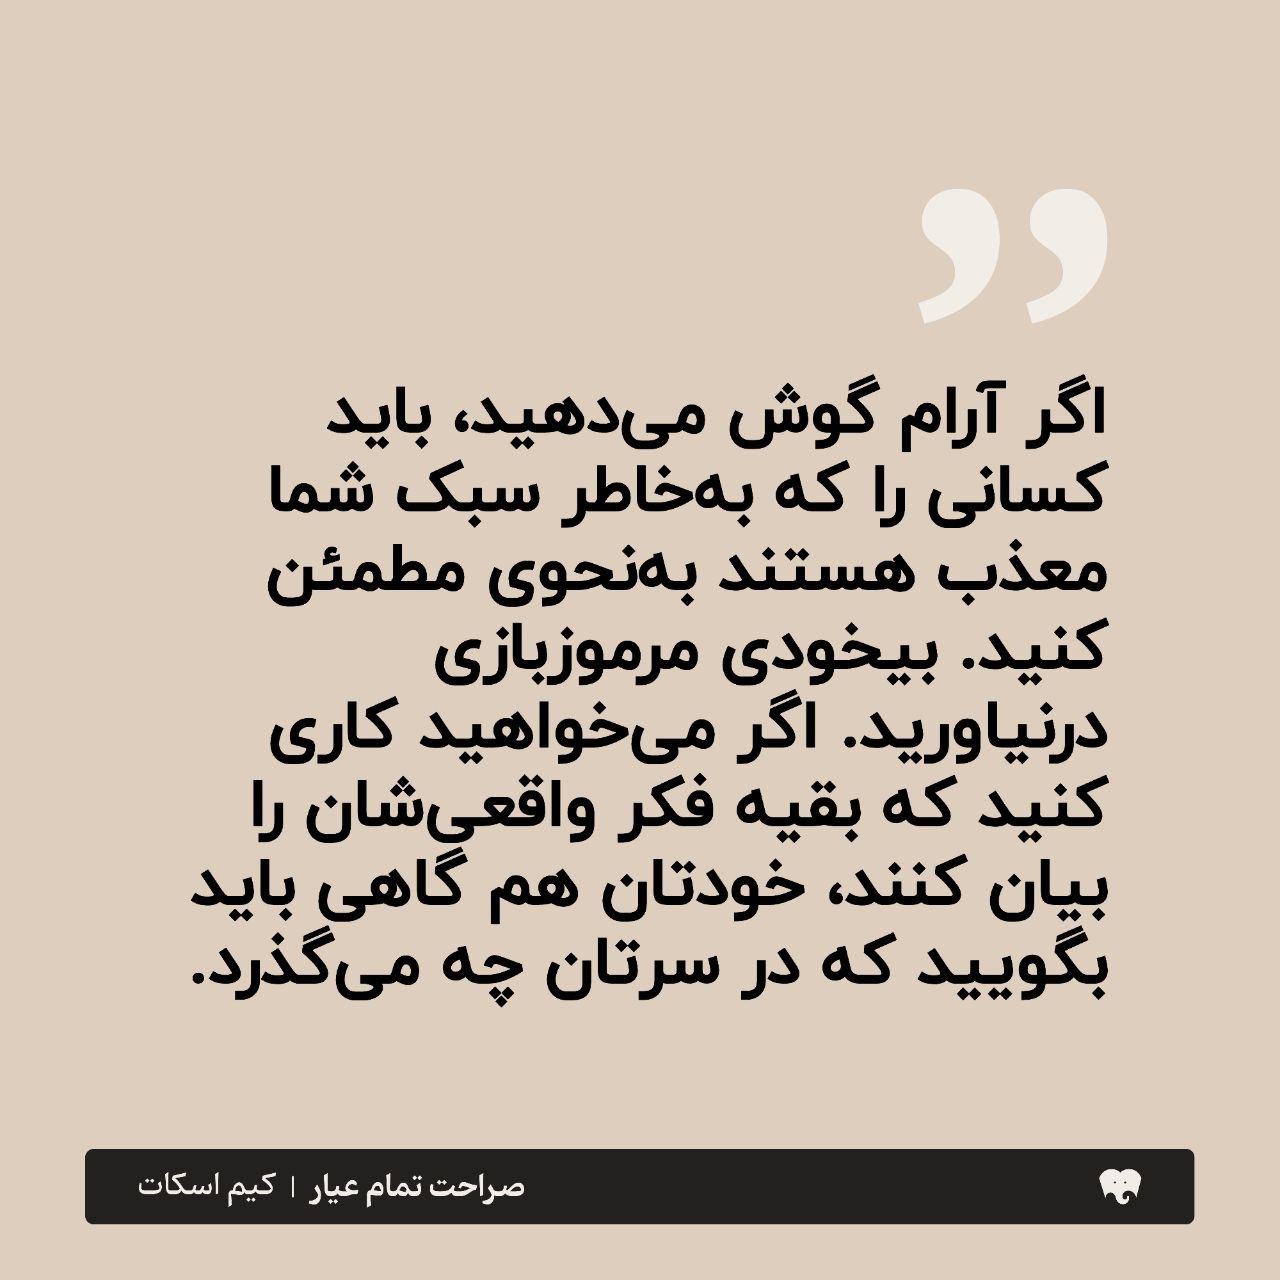 اگر آرام گوش می‌دهید، باید
کسانی را که به‌خاطر سبک شما
معذب هستند به‌نحوی مطمئن
کنید. بیخودی مرموزبازی
درنیاورید. اگر می‌خواهید کاری
کنید که بقیه فکر واقعی‌شان را
بیان کنند، خودتان هم گاهی باید
بگویید که در سرتان چه می‌گذرد.
صراحت تمام عیار | کیم اسکات